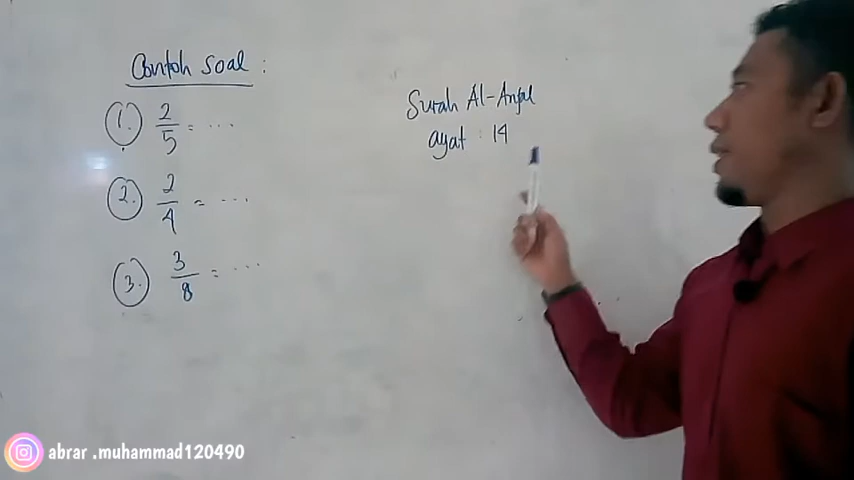 Contoh soal :
1. 2/5 = ...
2. 2/4 = ...
3. 3/8 = ...
Surah Al-Anfal
ayat : 14
abrar .muhammad120490